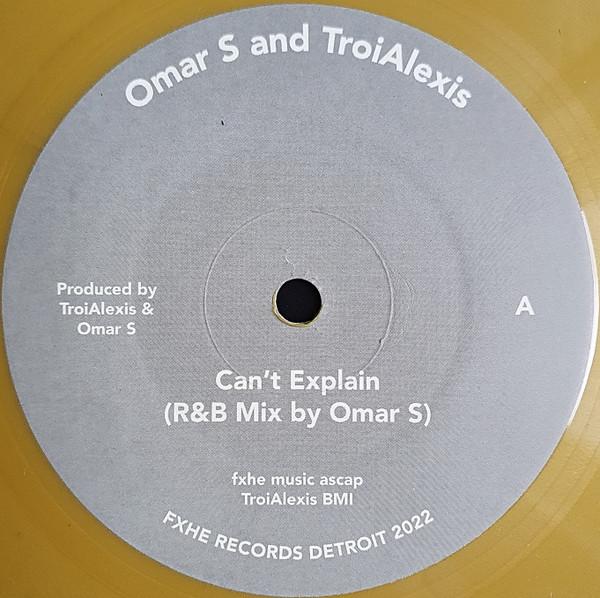 Omar S and TroiAlexis
Produced by
TroiAlexis &
Omar S
A
Can't Explain
(R&B Mix by Omar S)
fxhe music ascap
TroiAlexis BMI
FXHE RECORDS DETROIT 2022